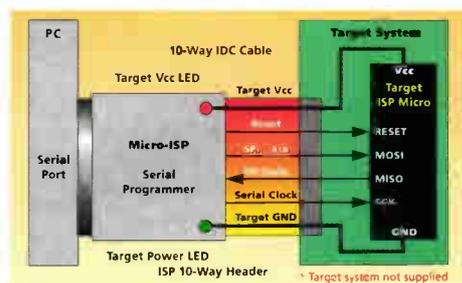 PC
Target System
10-Way IDC Cable
Target Vcc LED
Target Vcc
Vcc
Target
ISP Micro
Reset
RESET
Micro-ISP
MOSI
Serial
Port
Serial
Programmer
MISO
Serial Clock
Target GND
GND
Target Power LED
ISP 10-Way Header
* Target system not supplied